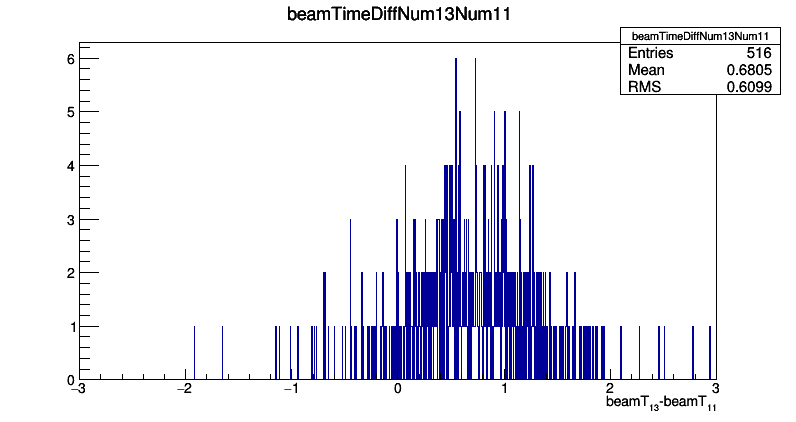 beamTimeDiffNum13Num11
beamTimeDiffNum13Num11
Entries 516
Mean 0.6805
RMS 0.6099
6
5
4
3
2
1
0
−3 −2 −1 0 1 2 3
beamT13-beamT11